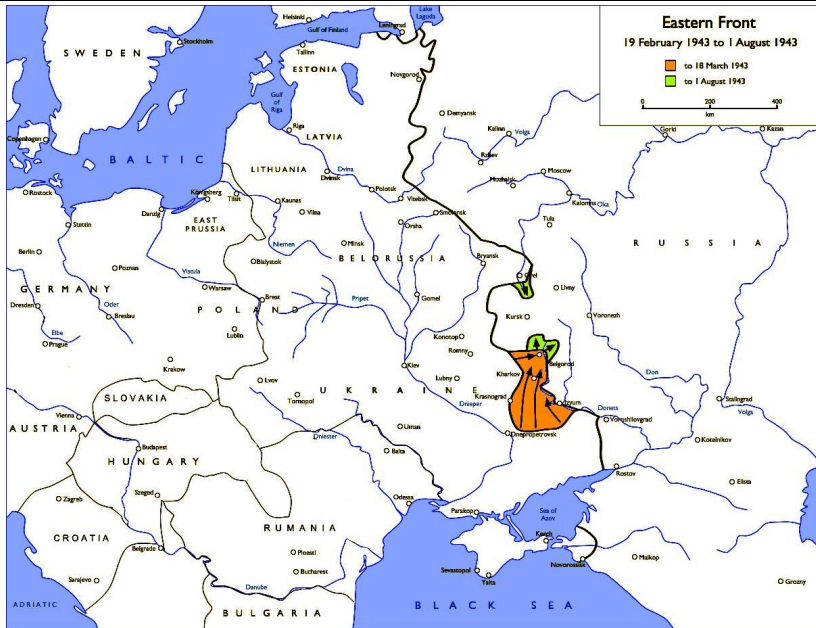 Eastern Front
19 February 1943 to 1 August 1943
to 18 March 1943
to 1 August 1943
0 200 400
km
Lake
Lagoda
Helsinki
Gulf of Finland
Leningrad
Stockholm
SWEDEN
Tallinn
ESTONIA
Novgorod
Gulf
of
Riga
Demyansk
Riga
LATVIA
Kalinin
Volga
Gorki
Kazan
Copenhagen
BALTIC
Rzhev
LITHUANIA
Dvina
Dvinsk
Mozhaisk
Moscow
Polotsk
Vitebsk
Kalomna
Oka
Rostock
Königsberg
Tilsit
Kaunas
Vilna
Danzig
Smolensk
Stettin
EAST
PRUSSIA
Orsha
Tula
Niemen
Minsk
RUSSIA
Berlin
Bialystok
BELORUSSIA
Bryansk
Poznan
Vistula
Orel
GERMANY
Warsaw
Livny
Dresden
Oder
Brest
Pripet
Gomel
Breslau
POLAND
Kursk
Voronezh
Elbe
Lublin
Prague
Konotop
Romny
Belgorod
Krakow
Kiev
Kharkov
Don
Lvov
Lubny
UKRAINE
SLOVAKIA
Tornopol
Krasnograd
Izyum
Stalingrad
Dnieper
Donets
Volga
Vienna
Voroshilovgrad
AUSTRIA
Uman
Dniester
Dnepropetrovsk
Kotelnikov
Budapest
Balta
HUNGARY
Rostov
Szeged
Elista
Zagreb
Odessa
Parskop
Sea of
Azov
RUMANIA
CROATIA
Kerch
Belgrade
Ploesti
Maikop
Novorossisk
Bucharest
Sevastopol
Yalta
Sarajevo
Grozny
Danube
ADRIATIC
BLACK SEA
BULGARIA